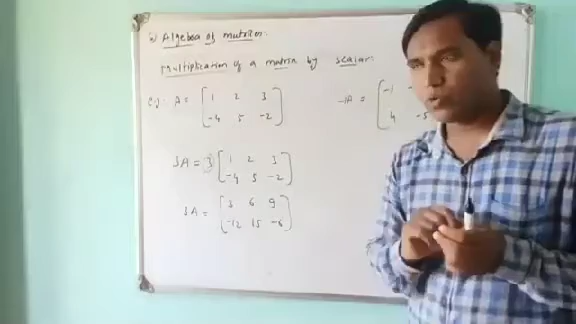 Algebra of matrices.
Multiplication of a matrix by scalar.
e.g. A = [ 1 2 3
-4 5 -2 ]
-1A = [ -1
4 -5
3A = 3 [ 1 2 3
-4 5 -2 ]
3A = [ 3 6 9
-12 15 -6 ]